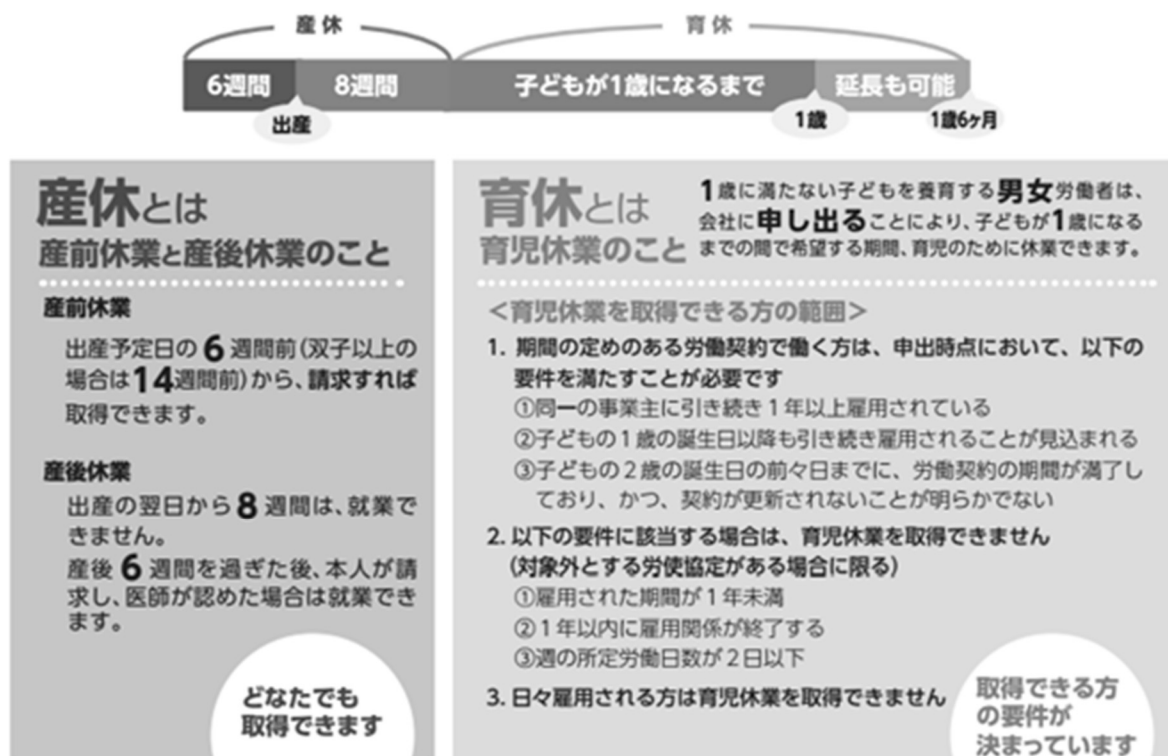 産休
育休
6週間
8週間
子どもが1歳になるまで
延長も可能
出産
1歳
1歳6ヶ月
産休とは
産前休業と産後休業のこと
産前休業
出産予定日の6週間前(双子以上の
場合は14週間前)から、請求すれば
取得できます。
産後休業
出産の翌日から8週間は、就業で
きません。
産後6週間を過ぎた後、本人が請
求し、医師が認めた場合は就業でき
ます。
どなたでも
取得できます
育休とは
育児休業のこと
1歳に満たない子どもを養育する男女労働者は、
会社に申し出ることにより、子どもが1歳になる
までの間で希望する期間、育児のために休業できます。
<育児休業を取得できる方の範囲>
1. 期間の定めのある労働契約で働く方は、申出時点において、以下の
要件を満たすことが必要です
①同一の事業主に引き続き1年以上雇用されている
②子どもの1歳の誕生日以降も引き続き雇用されることが見込まれる
③子どもの2歳の誕生日の前々日までに、労働契約の期間が満了し
ており、かつ、契約が更新されないことが明らかでない
2. 以下の要件に該当する場合は、育児休業を取得できません
(対象外とする労使協定がある場合に限る)
①雇用された期間が1年未満
②1年以内に雇用関係が終了する
③週の所定労働日数が2日以下
3. 日々雇用される方は育児休業を取得できません
取得できる方
の要件が
決まっています